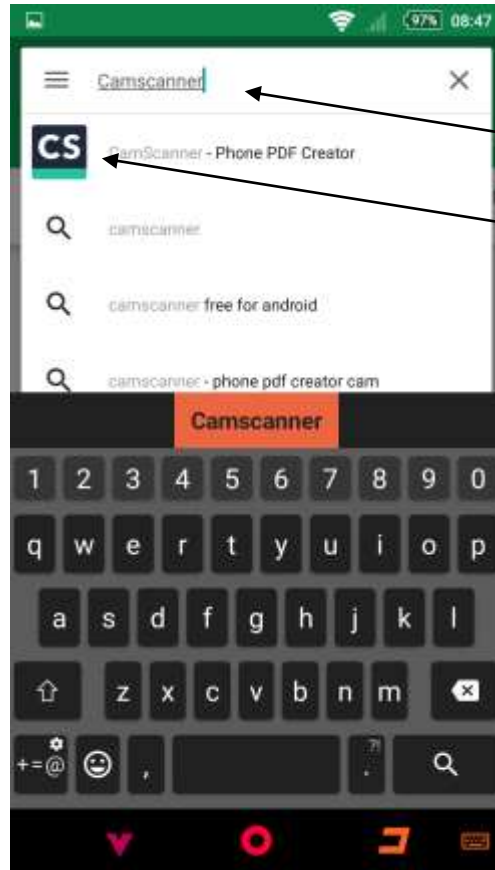 97% 08:47
Camscanner
CS CamScanner - Phone PDF Creator
camscanner
camscanner free for android
camscanner - phone pdf creator cam
Camscanner
1 2 3 4 5 6 7 8 9 0
q w e r t y u i o p
a s d f g h j k l
z x c v b n m
+=@ , ?! .